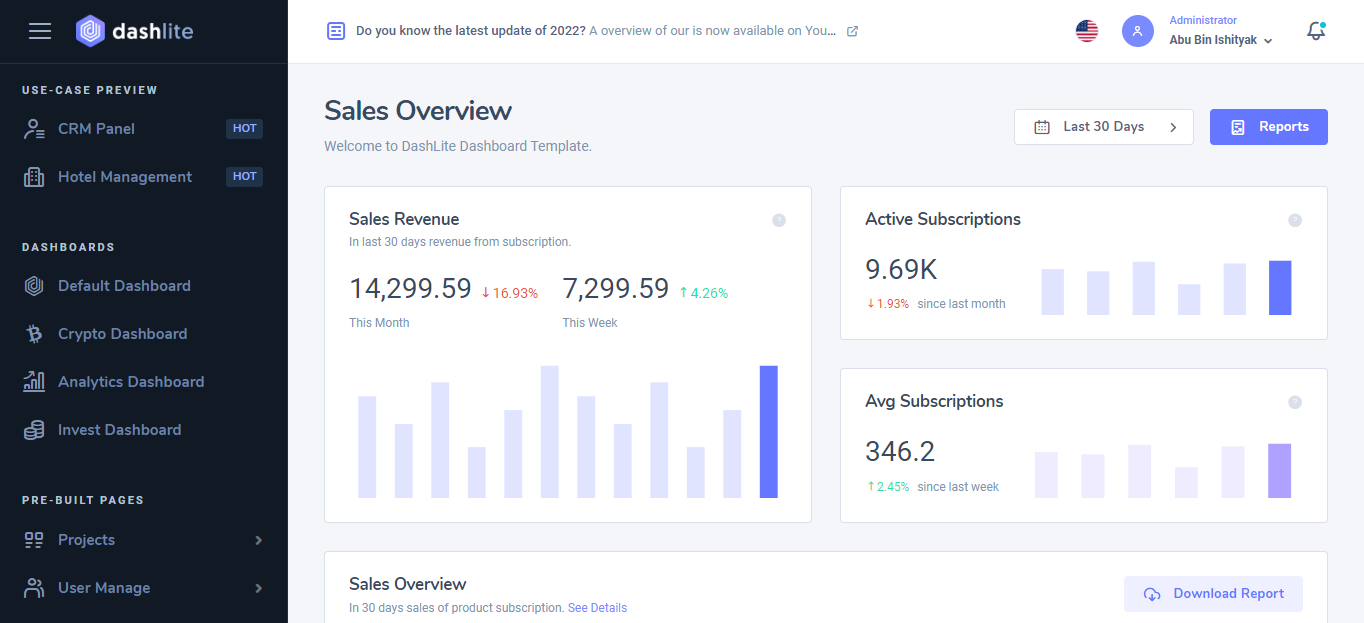 dashlite
USE-CASE PREVIEW
CRM Panel HOT
Hotel Management HOT
DASHBOARDS
Default Dashboard
Crypto Dashboard
Analytics Dashboard
Invest Dashboard
PRE-BUILT PAGES
Projects
User Manage
Do you know the latest update of 2022? A overview of our is now available on You...
Administrator
Abu Bin Ishityak
Sales Overview
Welcome to DashLite Dashboard Template.
Last 30 Days
Reports
Sales Revenue
In last 30 days revenue from subscription.
14,299.59 ↓ 16.93% 7,299.59 ↑ 4.26%
This Month This Week
Active Subscriptions
9.69K
↓ 1.93% since last month
Avg Subscriptions
346.2
↑ 2.45% since last week
Sales Overview
In 30 days sales of product subscription. See Details
Download Report